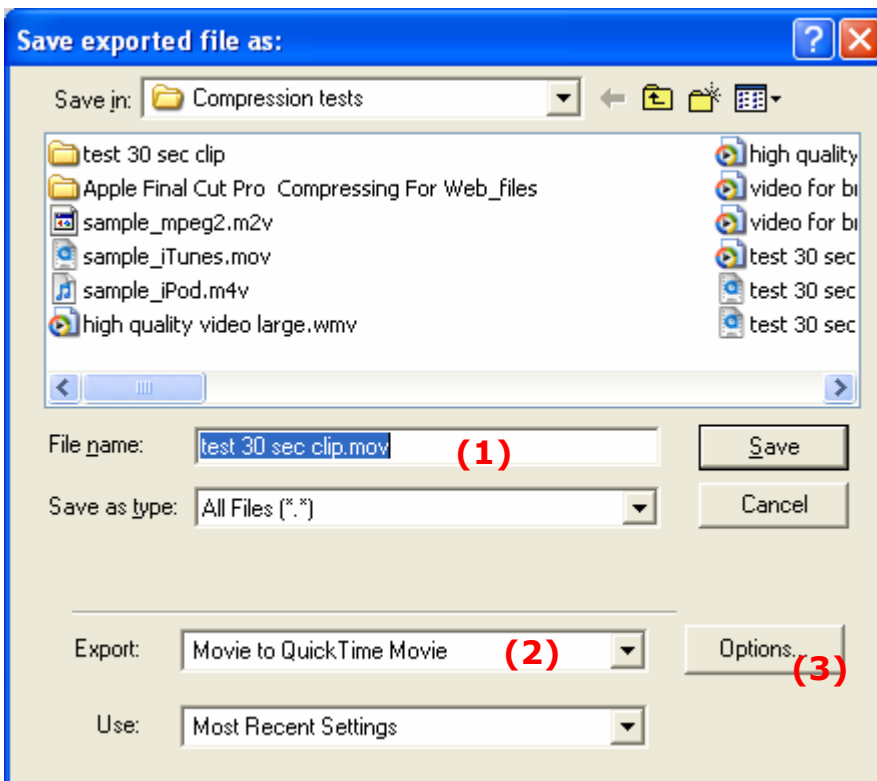 Save exported file as:
Save in: Compression tests
test 30 sec clip
Apple Final Cut Pro  Compressing For Web_files
sample_mpeg2.m2v
sample_iTunes.mov
sample_iPod.m4v
high quality video large.wmv
high quality
video for
video for
test 30 sec
test 30 sec
test 30 sec
File name: test 30 sec clip.mov (1) Save
Save as type: All Files (*.*) Cancel
Export: Movie to QuickTime Movie (2) Options... (3)
Use: Most Recent Settings